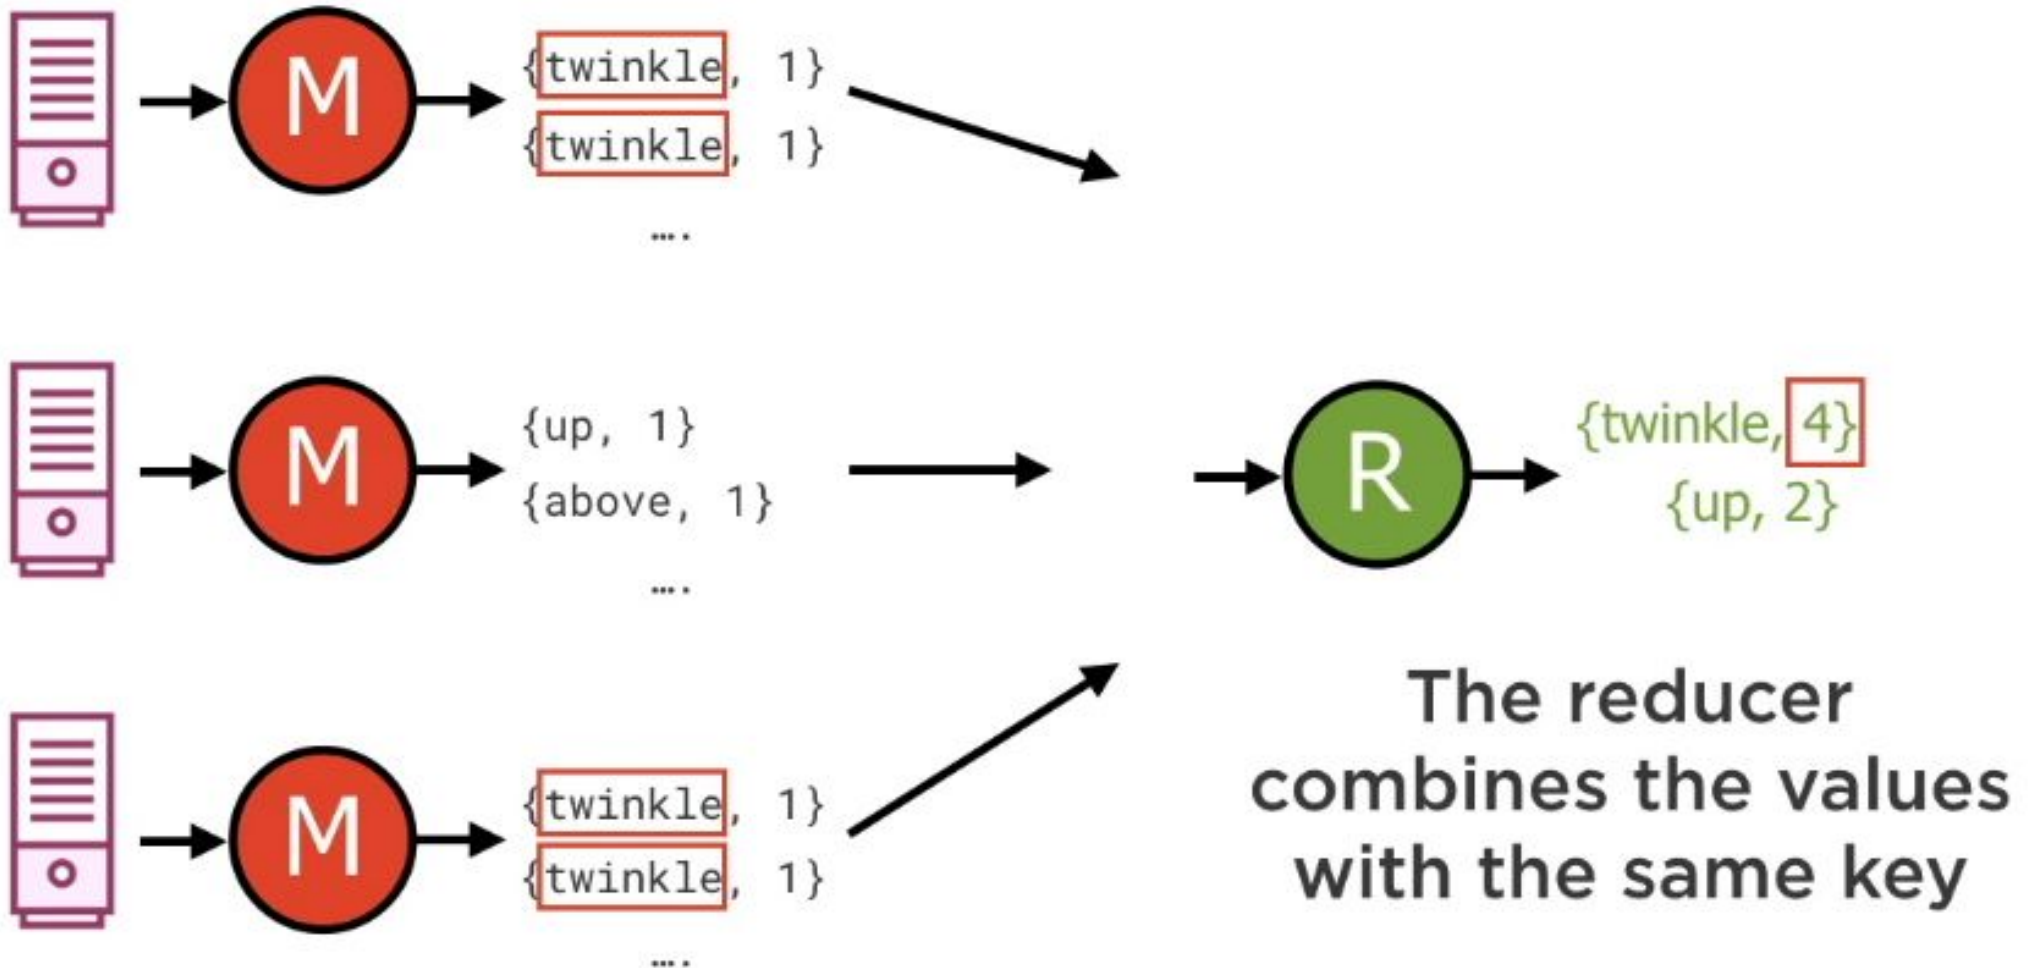 M
{twinkle, 1}
{twinkle, 1}
....
M
{up, 1}
{above, 1}
....
M
{twinkle, 1}
{twinkle, 1}
....
R
{twinkle, 4}
{up, 2}
The reducer
combines the values
with the same key